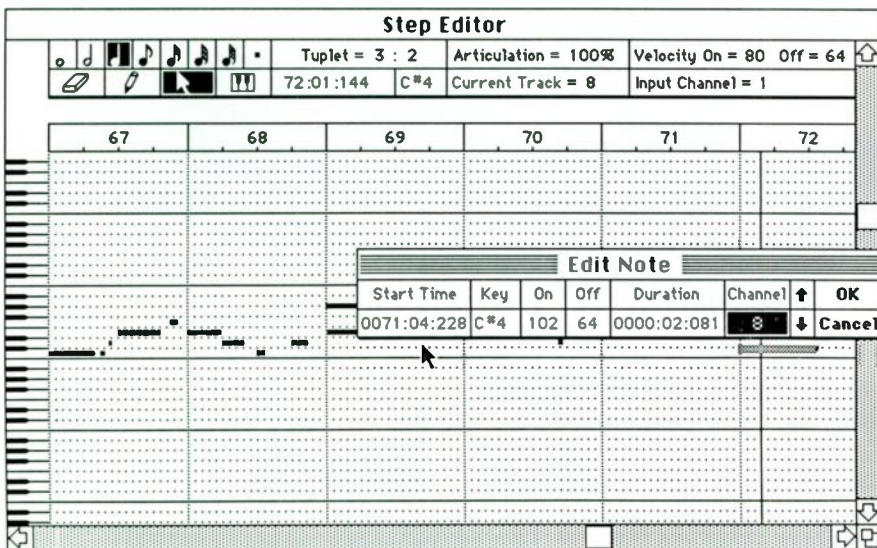 Step Editor
Tuplet = 3 : 2 Articulation = 100% Velocity On = 80 Off = 64
72:01:144 C#4 Current Track = 8 Input Channel = 1
67 68 69 70 71 72
Edit Note
Start Time Key On Off Duration Channel OK
0071:04:228 C#4 102 64 0000:02:081 8 Cancel